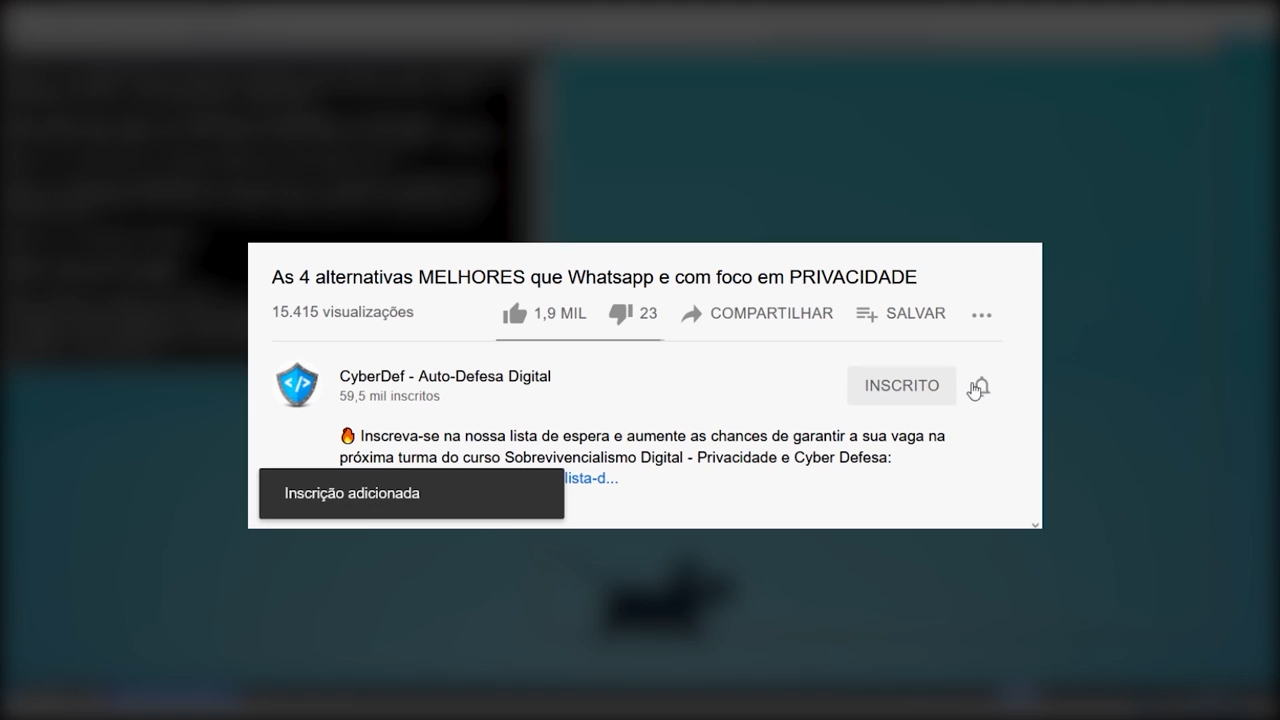 As 4 alternativas MELHORES que Whatsapp e com foco em PRIVACIDADE
15.415 visualizações 1,9 MIL 23 COMPARTILHAR SALVAR
CyberDef - Auto-Defesa Digital
59,5 mil inscritos
INSCRITO
🔥 Inscreva-se na nossa lista de espera e aumente as chances de garantir a sua vaga na
próxima turma do curso Sobrevivencialismo Digital - Privacidade e Cyber Defesa:
lista-d...
Inscrição adicionada